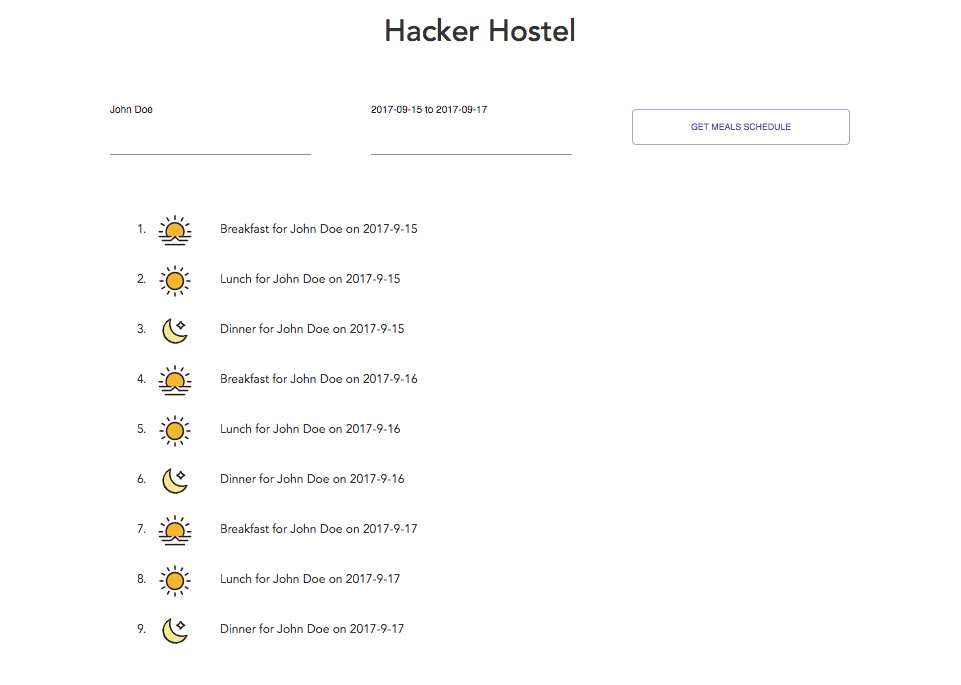 Hacker Hostel
John Doe
2017-09-15 to 2017-09-17
GET MEALS SCHEDULE
1. Breakfast for John Doe on 2017-9-15
2. Lunch for John Doe on 2017-9-15
3. Dinner for John Doe on 2017-9-15
4. Breakfast for John Doe on 2017-9-16
5. Lunch for John Doe on 2017-9-16
6. Dinner for John Doe on 2017-9-16
7. Breakfast for John Doe on 2017-9-17
8. Lunch for John Doe on 2017-9-17
9. Dinner for John Doe on 2017-9-17